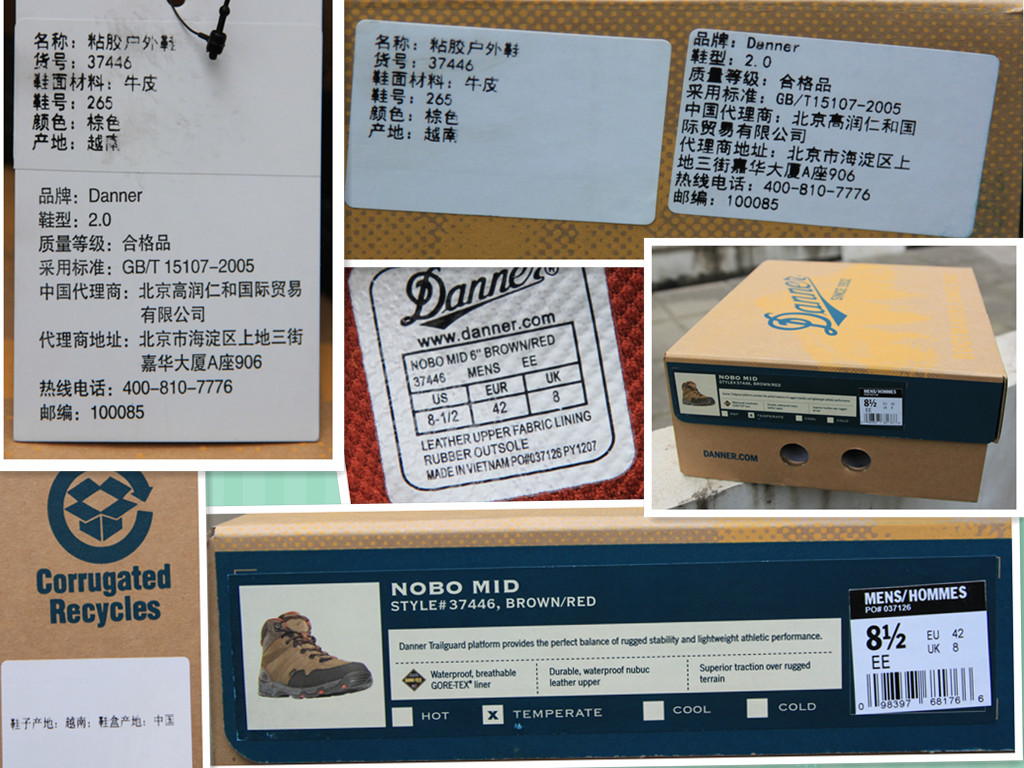 名称：粘胶户外鞋
货号：37446
鞋面材料：牛皮
鞋号：265
颜色：棕色
产地：越南
品牌：Danner
鞋型：2.0
质量等级：合格品
采用标准：GB/T 15107-2005
中国代理商：北京高润仁和国际贸易
有限公司
代理商地址：北京市海淀区上地三街
嘉华大厦A座906
热线电话：400-810-7776
邮编：100085
名称：粘胶户外鞋
货号：37446
鞋面材料：牛皮
鞋号：265
颜色：棕色
产地：越南
品牌：Danner
鞋型：2.0
质量等级：合格品
采用标准：GB/T15107-2005
中国代理商：北京高润仁和国
际贸易有限公司
代理商地址：北京市海淀区上
地三街嘉华大厦A座906
热线电话：400-810-7776
邮编：100085
Danner®
www.danner.com
NOBO MID 6" BROWN/RED
37446 MENS EE
US EUR UK
8-1/2 42 8
LEATHER UPPER FABRIC LINING
RUBBER OUTSOLE
MADE IN VIETNAM PO#037126 PY1207
Danner
SINCE 1932
NOBO MID
STYLE# 37446, BROWN/RED
MENS/HOMMES
8½
EE
HOT
TEMPERATE
COOL
COLD
DANNER.COM
Corrugated
Recycles
鞋子产地：越南；鞋盒产地：中国
NOBO MID
STYLE# 37446, BROWN/RED
Danner Trailguard platform provides the perfect balance of rugged stability and lightweight athletic performance.
Waterproof, breathable
GORE-TEX® liner
Durable, waterproof nubuc
leather upper
Superior traction over rugged
terrain
HOT
X TEMPERATE
COOL
COLD
MENS/HOMMES
PO# 037126
8½ EU 42
UK 8
EE
0 98397 68176 6